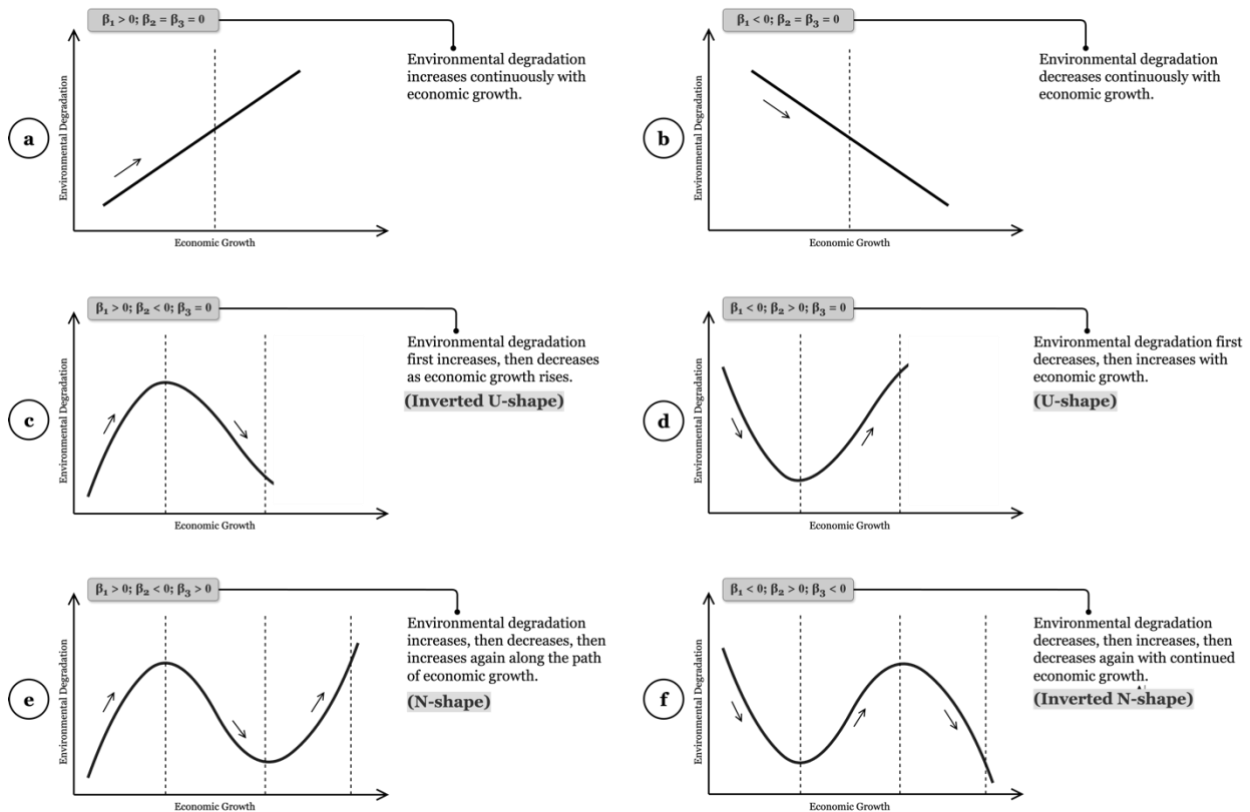 β₁ > 0; β₂ = β₃ = 0
Environmental degradation
increases continuously with
economic growth.
a
Environmental Degradation
Economic Growth
β₁ < 0; β₂ = β₃ = 0
Environmental degradation
decreases continuously with
economic growth.
b
Environmental Degradation
Economic Growth
β₁ > 0; β₂ < 0; β₃ = 0
Environmental degradation
first increases, then decreases
as economic growth rises.
(Inverted U-shape)
c
Environmental Degradation
Economic Growth
β₁ < 0; β₂ > 0; β₃ = 0
Environmental degradation first
decreases, then increases with
economic growth.
(U-shape)
d
Environmental Degradation
Economic Growth
β₁ > 0; β₂ < 0; β₃ > 0
Environmental degradation
increases, then decreases, then
increases again along the path
of economic growth.
(N-shape)
e
Environmental Degradation
Economic Growth
β₁ < 0; β₂ > 0; β₃ < 0
Environmental degradation
decreases, then increases, then
decreases again with continued
economic growth.
(Inverted N-shape)
f
Environmental Degradation
Economic Growth